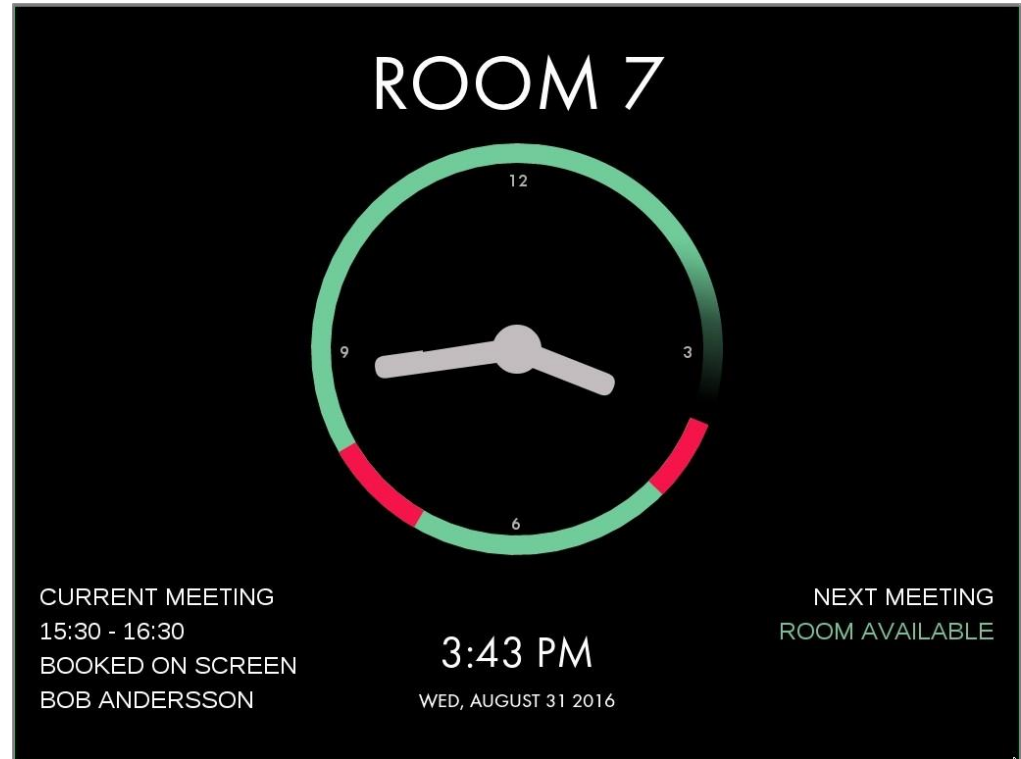 ROOM 7
12
9
3
6
CURRENT MEETING
15:30 - 16:30
BOOKED ON SCREEN
BOB ANDERSSON
3:43 PM
WED, AUGUST 31 2016
NEXT MEETING
ROOM AVAILABLE